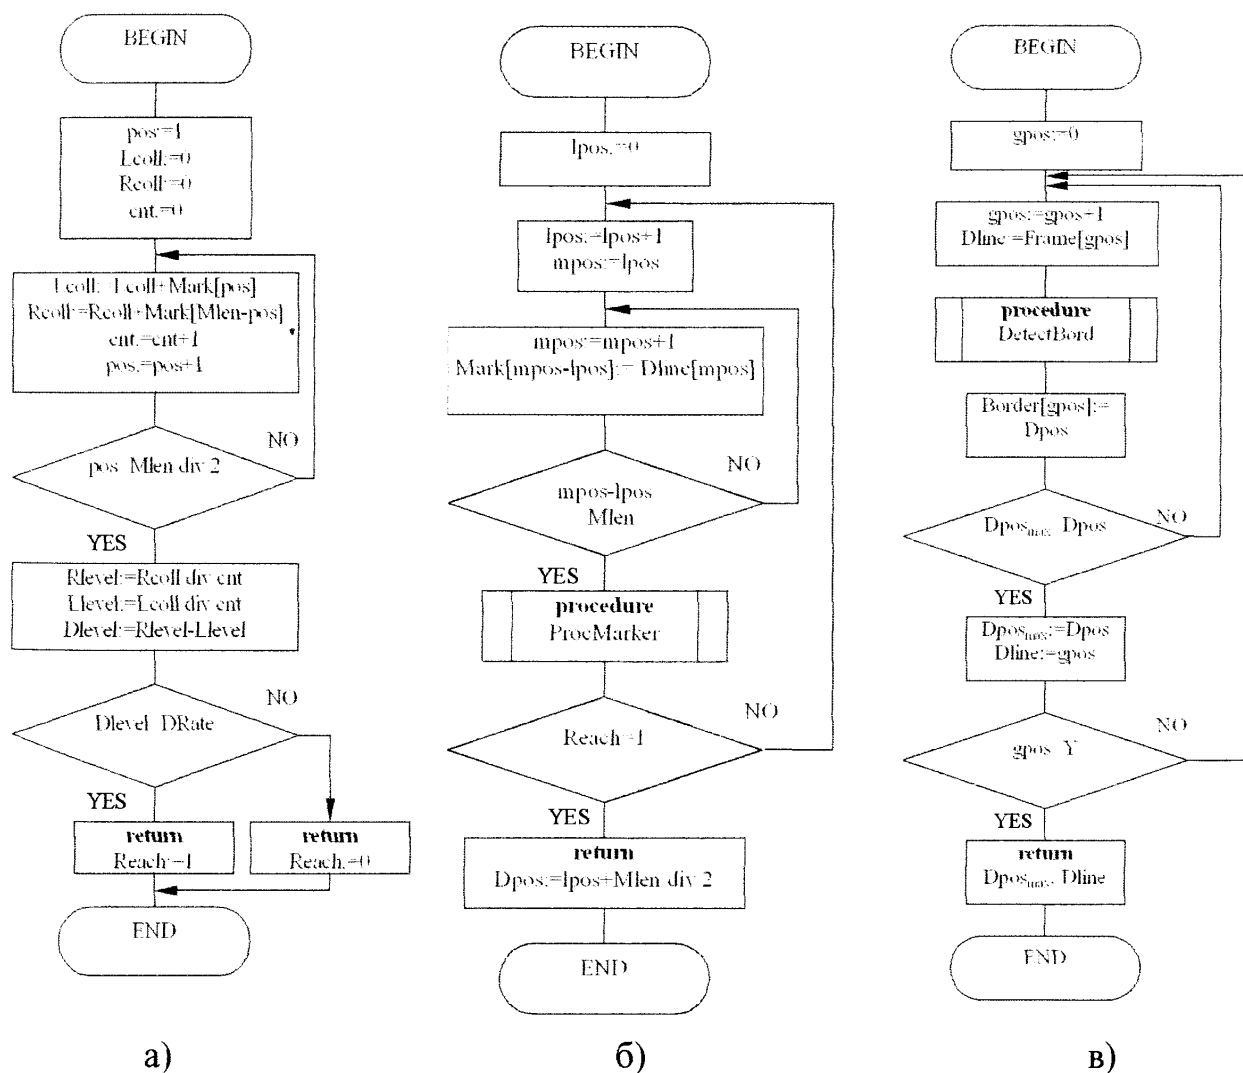 BEGIN
pos:=1
Lcoll:=0
Rcoll:=0
cnt:=0
Lcoll:=Lcoll+Mark[pos]
Rcoll:=Rcoll+Mark[Mlen-pos]
cnt:=cnt+1
pos:=pos+1
NO
pos Mlen div 2
YES
Rlevel:=Rcoll div cnt
Llevel:=Lcoll div cnt
Dlevel:=Rlevel-Llevel
NO
Dlevel DRate
YES
return
Reach:=1
return
Reach:=0
END
а)
BEGIN
lpos:=0
lpos:=lpos+1
mpos:=lpos
mpos:=mpos+1
Mark[mpos-lpos]:= Dline[mpos]
NO
mpos-lpos
Mlen
YES
procedure
ProcMarker
NO
Reach=1
YES
return
Dpos:=lpos+Mlen div 2
END
б)
BEGIN
gpos:=0
gpos:=gpos+1
Dline:=Frame[gpos]
procedure
DetectBord
Border[gpos]:=
Dpos
NO
Dposmax Dpos
YES
Dposmax:=Dpos
Dline:=gpos
NO
gpos Y
YES
return
Dposmax, Dline
END
в)